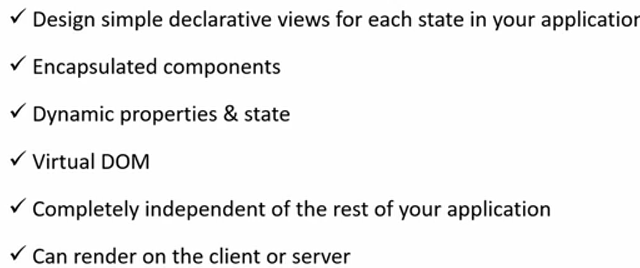 ✓ Design simple declarative views for each state in your application
✓ Encapsulated components
✓ Dynamic properties & state
✓ Virtual DOM
✓ Completely independent of the rest of your application
✓ Can render on the client or server